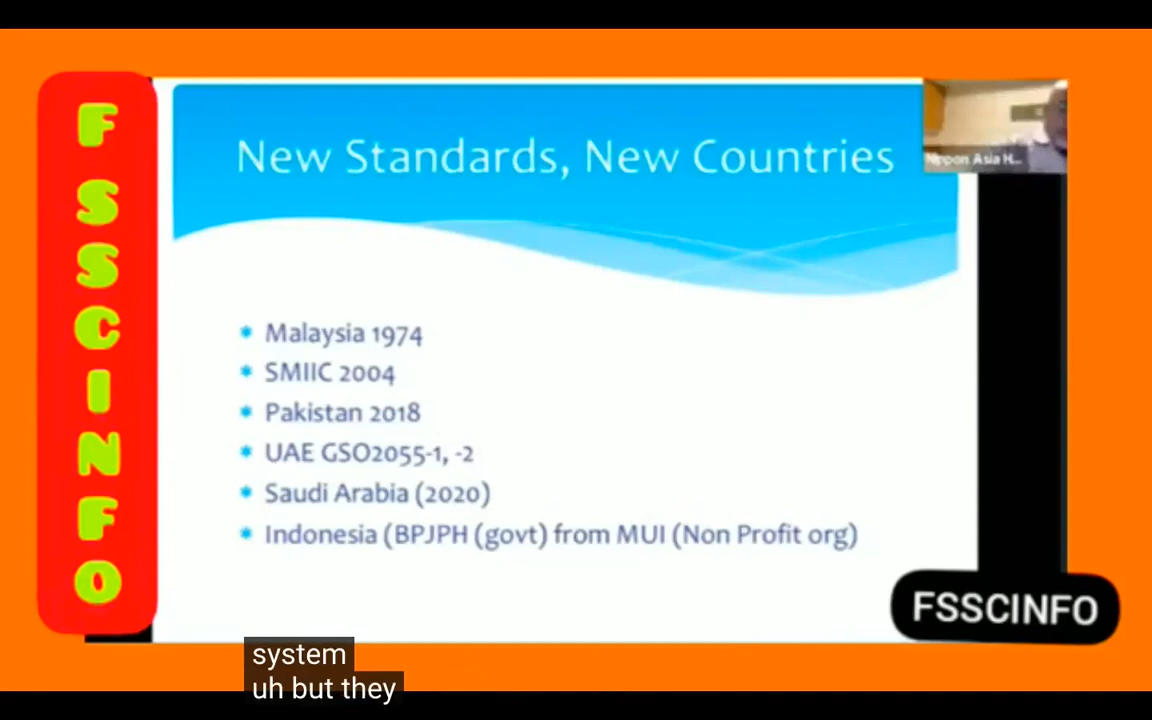 FSSCINFO
New Standards, New Countries
Nippon Asia H...
Malaysia 1974
SMIIC 2004
Pakistan 2018
UAE GSO2055-1, -2
Saudi Arabia (2020)
Indonesia (BPJPH (govt) from MUI (Non Profit org)
FSSCINFO
system
uh but they